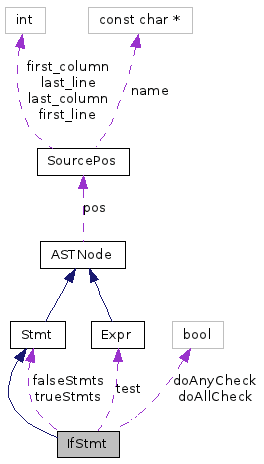 int
const char *
first_column
last_line
last_column
first_line
name
SourcePos
pos
ASTNode
Stmt
Expr
bool
falseStmts
trueStmts
test
doAnyCheck
doAllCheck
IfStmt